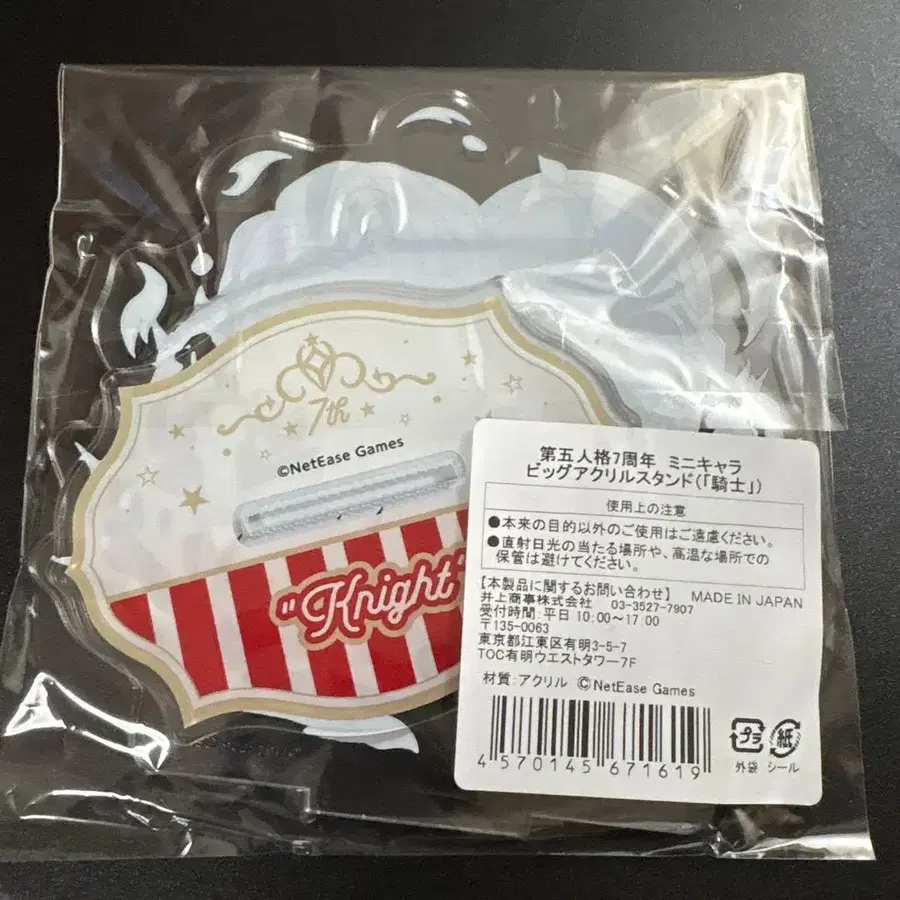 7th
©NetEase Games
"Knight"
第五人格7周年 ミニキャラ
ビッグアクリルスタンド(「騎士」)
使用上の注意
●本来の目的以外のご使用はご遠慮ください。
●直射日光の当たる場所や、高温な場所での
保管は避けてください。
【本製品に関するお問い合わせ】 MADE IN JAPAN
井上商事株式会社 03-3527-7907
受付時間:平日 10:00~17:00
〒135-0063
東京都江東区有明3-5-7
TOC有明ウエストタワー7F
材質:アクリル ©NetEase Games
4 570145 671619
プラ 紙
外袋 シール